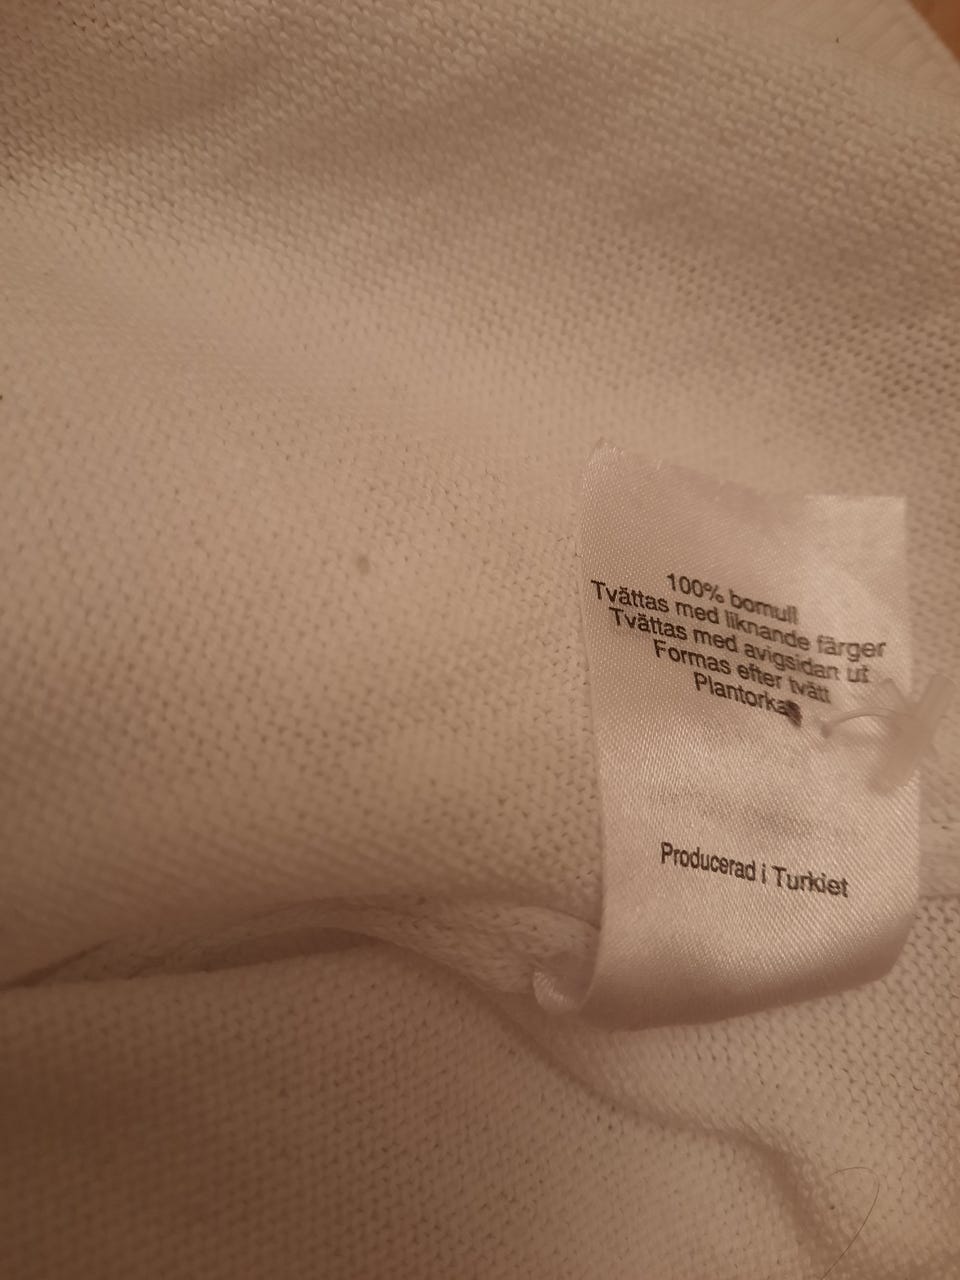 100% bomull
Tvättas med liknande färger
Tvättas med avigsidan ut
Formas efter tvätt
Plantorkas
Producerad i Turkiet